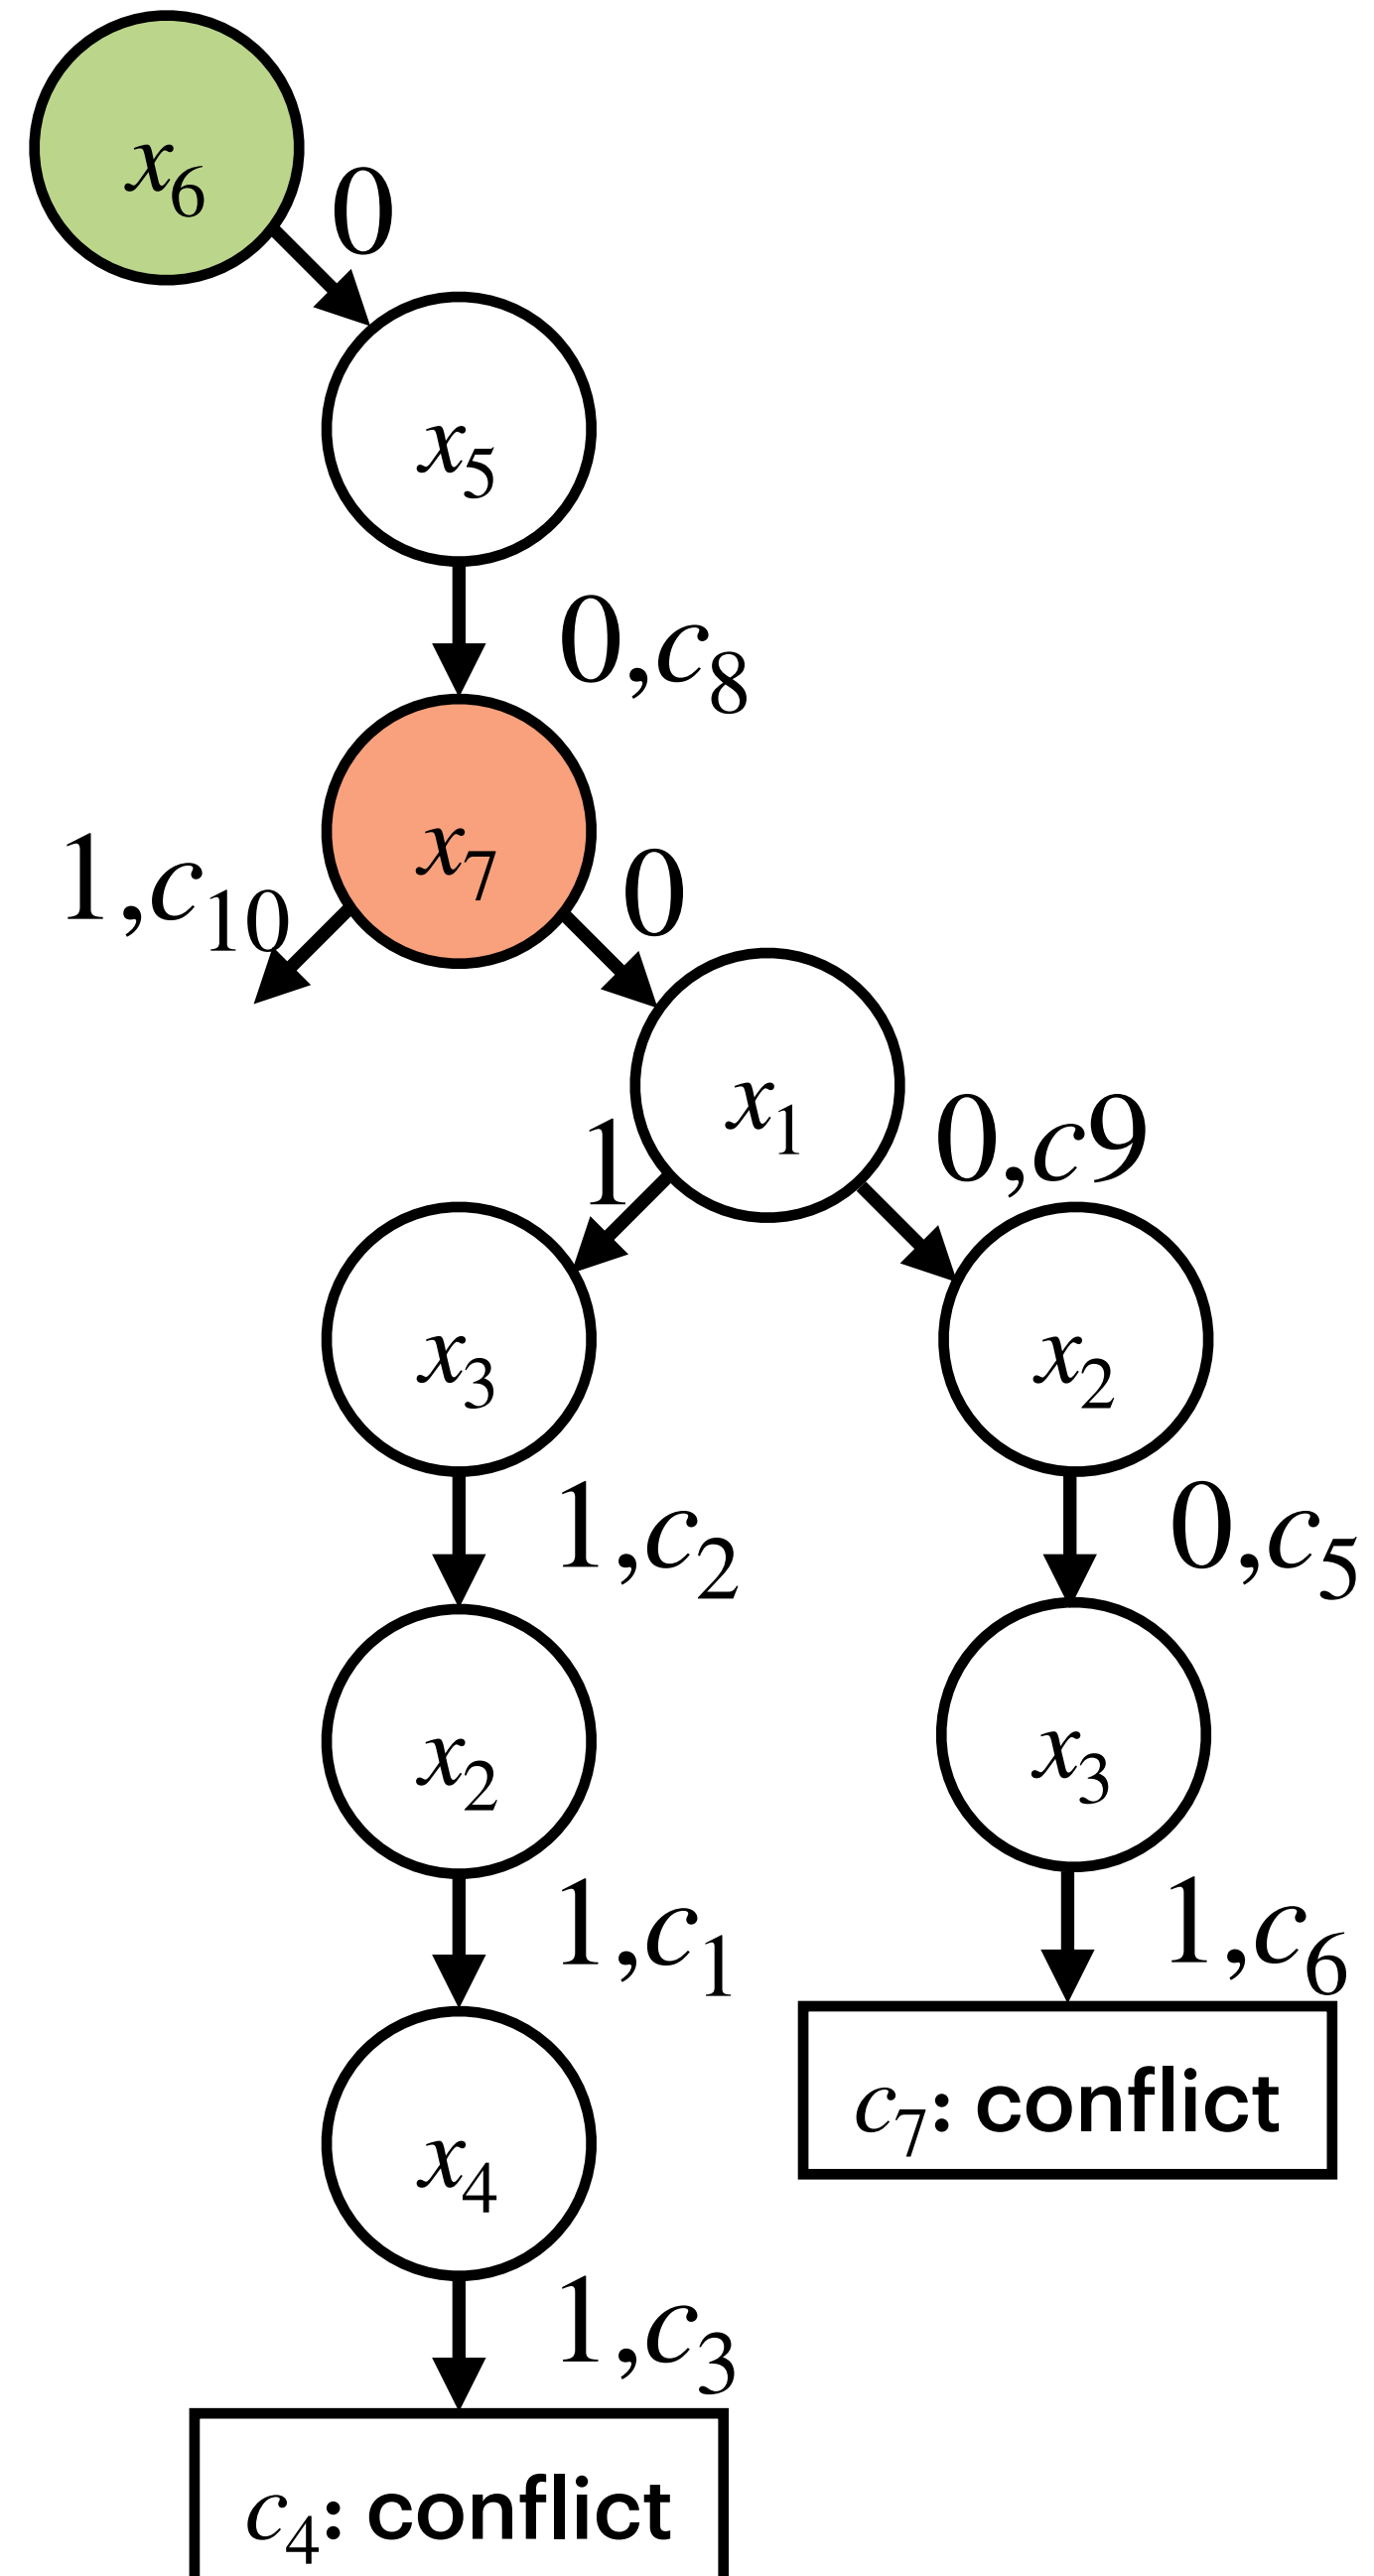 x6
0
x5
0,c8
x7
1,c10
0
x1
1
0,c9
x3
x2
1,c2
0,c5
x2
x3
1,c1
1,c6
x4
c7: conflict
1,c3
c4: conflict